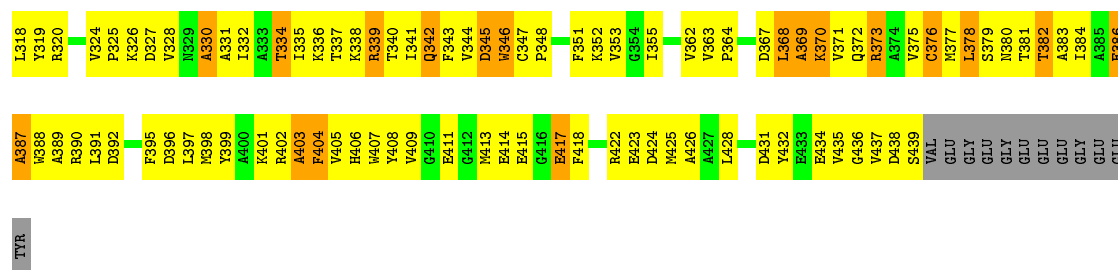 L318 Y319 R320 V324 P325 K326 D327 V328 N329 A330 A331 I332 A333 T334 I335 K336 T337 K338 R339 T340 I341 Q342 F343 V344 D345 W346 C347 P348 F351 K352 V353 G354 I355 V362 V363 P364 D367 L368 A369 K370 V371 Q372 R373 A374 V375 C376 M377 L378 S379 N380 T381 T382 A383 I384 A385 E386
A387 W388 A389 R390 L391 D392 F395 D396 L397 M398 Y399 A400 K401 R402 A403 F404 V405 H406 W407 Y408 V409 G410 E411 G412 M413 E414 E415 G416 E417 F418 R422 E423 D424 M425 A426 A427 L428 D431 Y432 E433 E434 V435 G436 V437 D438 S439 VAL GLU GLY GLU GLY GLU GLU GLU GLY GLU GLU
TYR